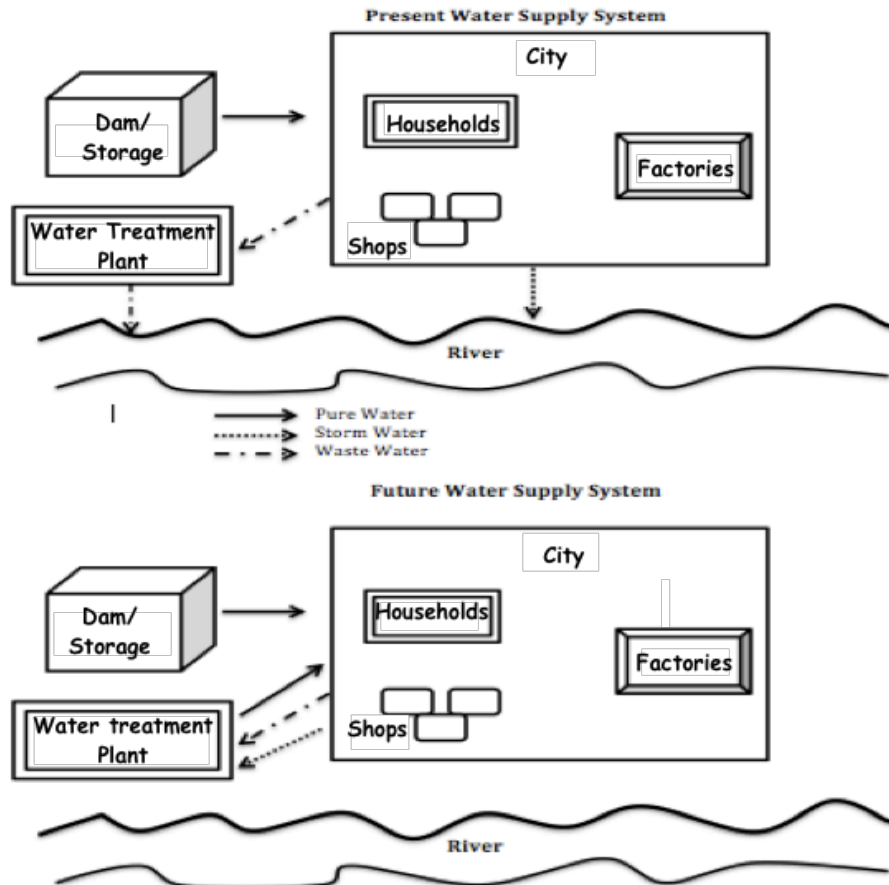 Present Water Supply System
City
Dam/
Storage
Households
Factories
Water Treatment
Plant
Shops
River
Pure Water
Storm Water
Waste Water
Future Water Supply System
City
Dam/
Storage
Households
Factories
Water treatment
Plant
Shops
River